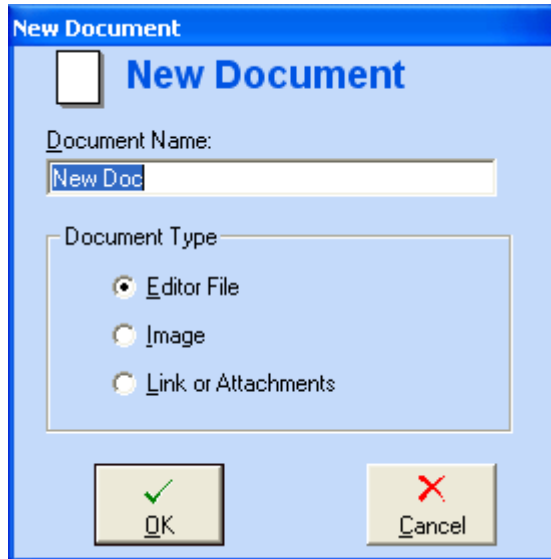 New Document
New Document
Document Name:
New Doc
Document Type
Editor File
Image
Link or Attachments
OK
Cancel